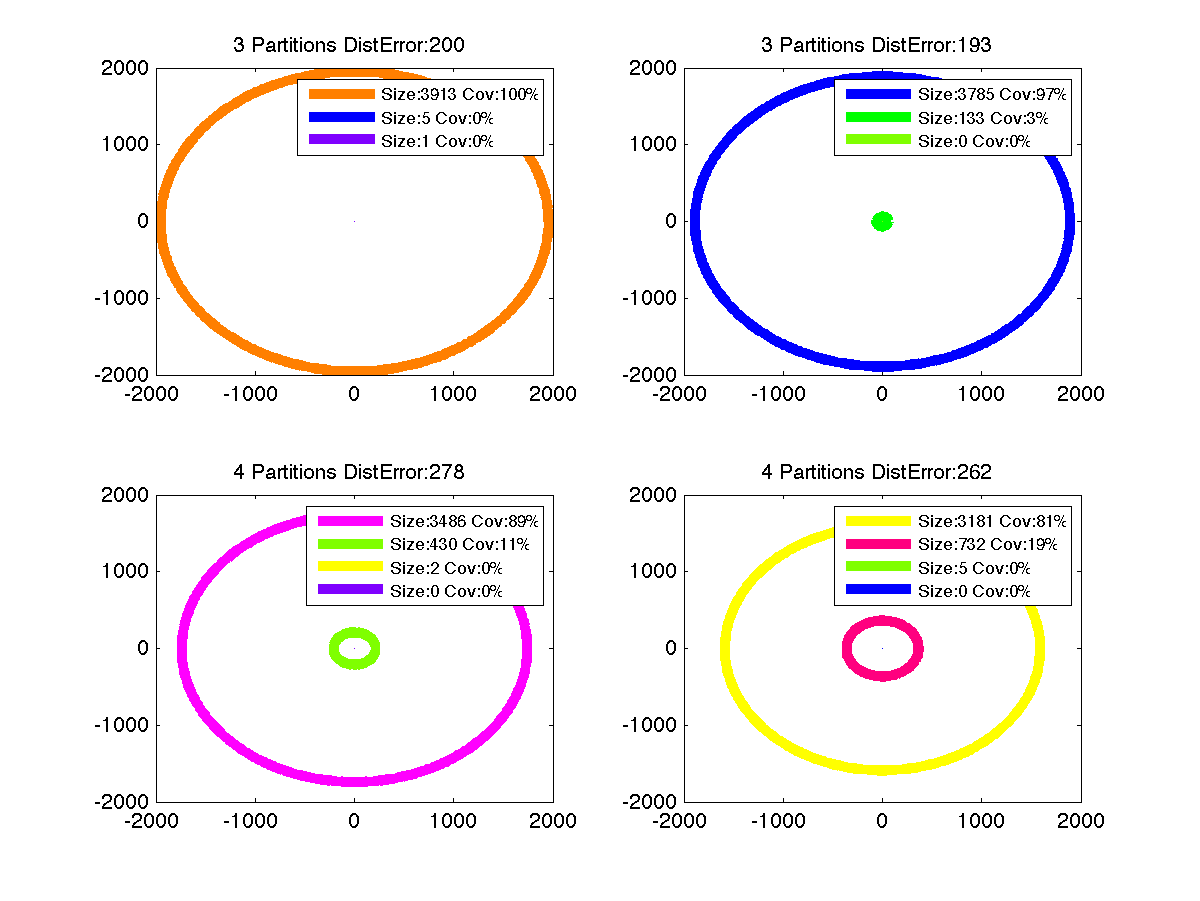 3 Partitions DistError:200
2000
1000
0
-1000
-2000
-2000 -1000 0 1000 2000
Size:3913 Cov:100%
Size:5 Cov:0%
Size:1 Cov:0%
3 Partitions DistError:193
2000
1000
0
-1000
-2000
-2000 -1000 0 1000 2000
Size:3785 Cov:97%
Size:133 Cov:3%
Size:0 Cov:0%
4 Partitions DistError:278
2000
1000
0
-1000
-2000
-2000 -1000 0 1000 2000
Size:3486 Cov:89%
Size:430 Cov:11%
Size:2 Cov:0%
Size:0 Cov:0%
4 Partitions DistError:262
2000
1000
0
-1000
-2000
-2000 -1000 0 1000 2000
Size:3181 Cov:81%
Size:732 Cov:19%
Size:5 Cov:0%
Size:0 Cov:0%